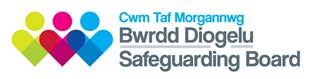 Cwm Taf Morgannwg
Bwrdd Diogelu
Safeguarding Board